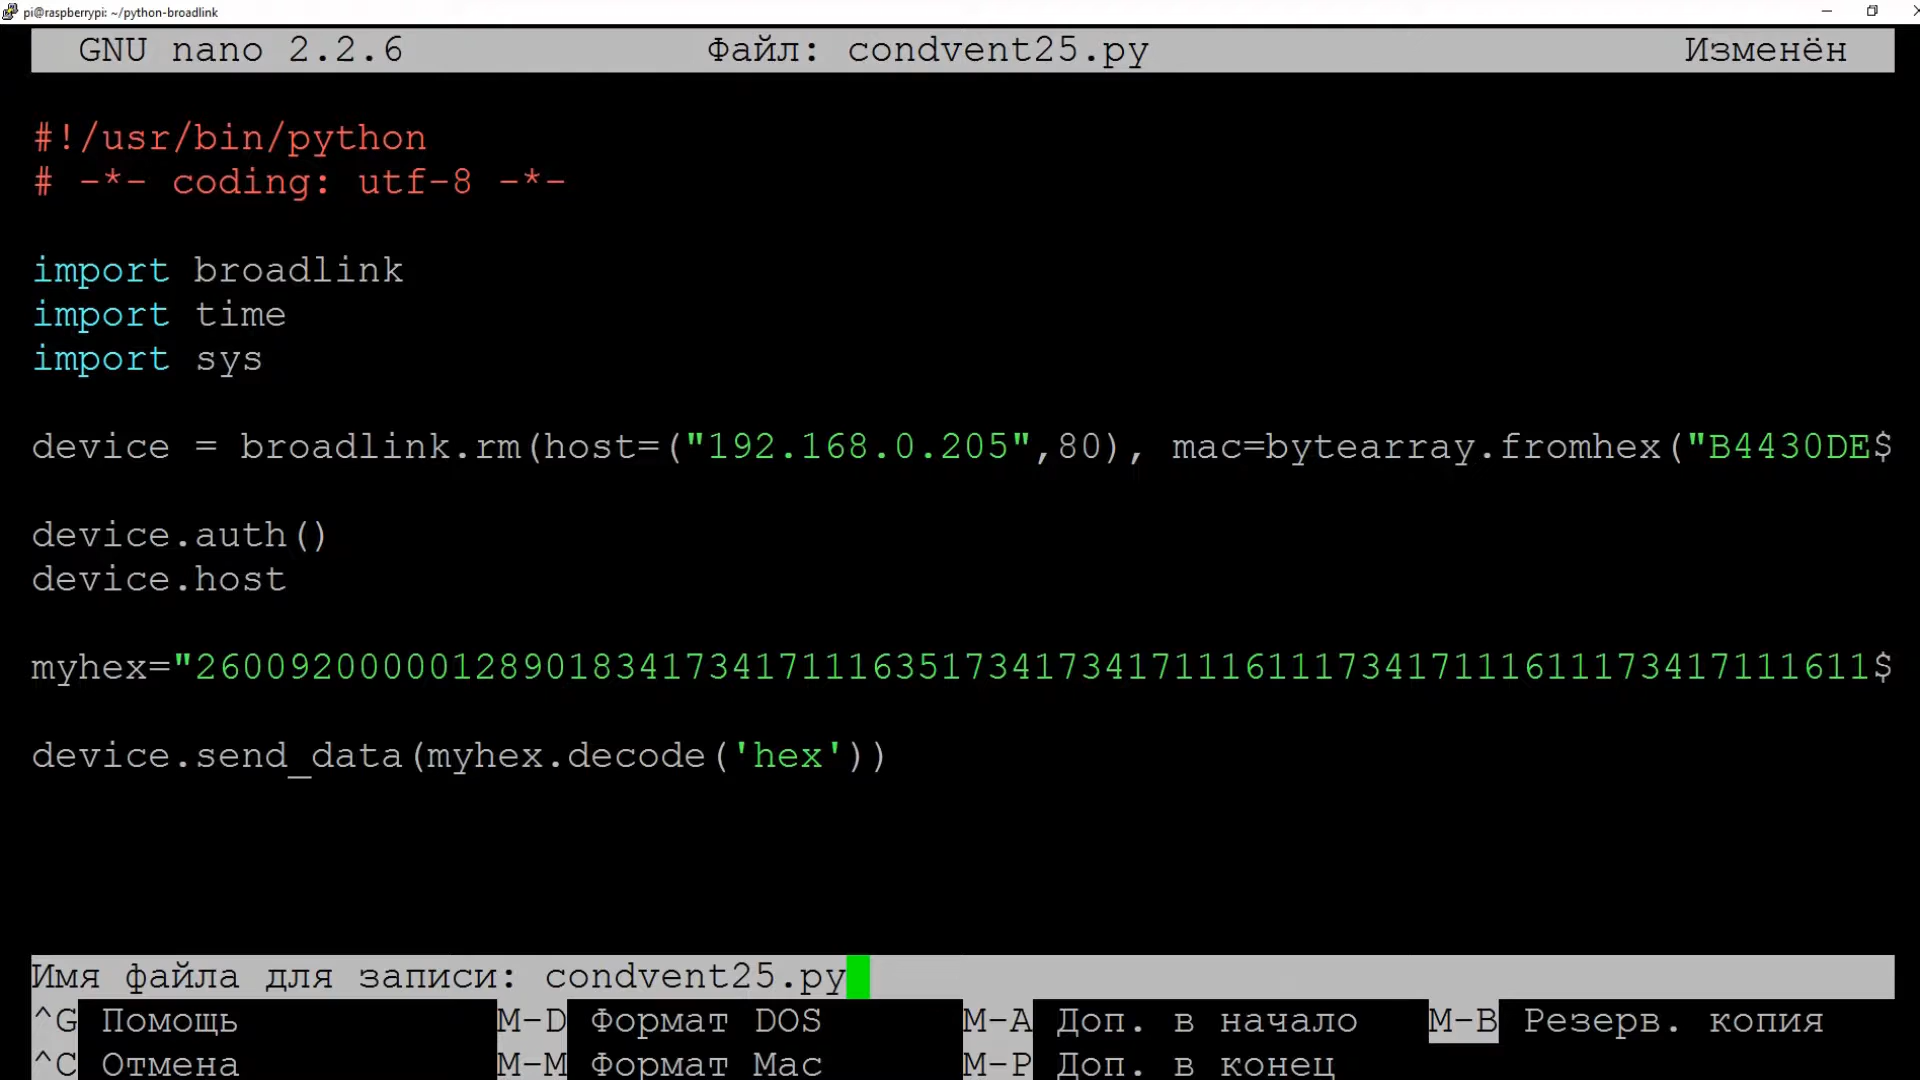 pi@raspberrypi: ~/python-broadlink
GNU nano 2.2.6 Файл: condvent25.py Изменён
#!/usr/bin/python
# -*- coding: utf-8 -*-
import broadlink
import time
import sys
device = broadlink.rm(host=("192.168.0.205",80), mac=bytearray.fromhex("B4430DE$
device.auth()
device.host
myhex="260092000001289018341734171116351734173417111611173417111611173417111611$
device.send_data(myhex.decode('hex'))
Имя файла для записи: condvent25.py
^G Помощь M-D Формат DOS M-A Доп. в начало M-B Резерв. копия
^C Отмена M-M Формат Mac M-P Доп. в конец